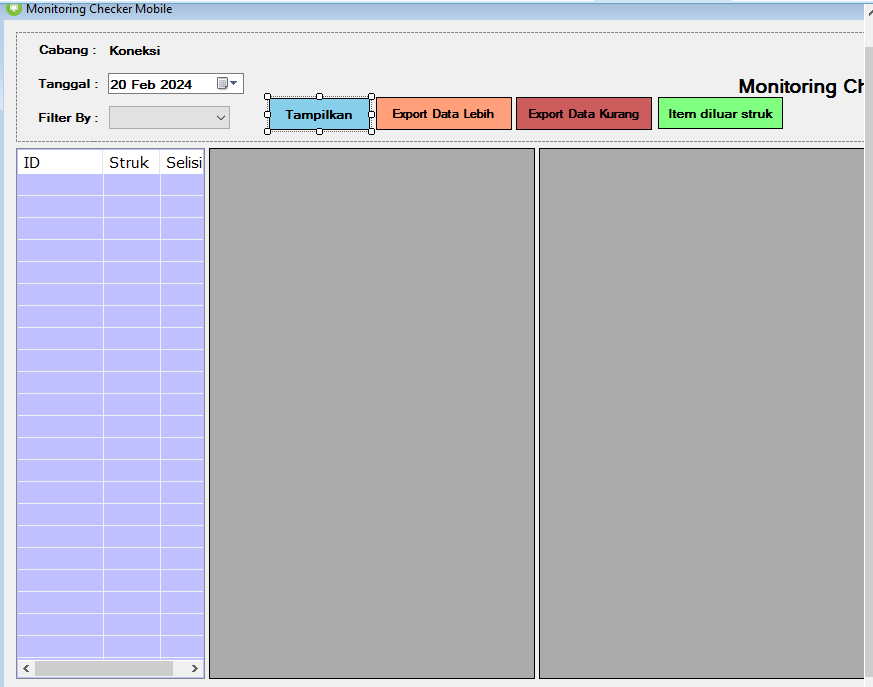 Monitoring Checker Mobile
Cabang : Koneksi
Tanggal : 20 Feb 2024
Monitoring Ch
Filter By :
Tampilkan Export Data Lebih Export Data Kurang Item diluar struk
ID Struk Selisi